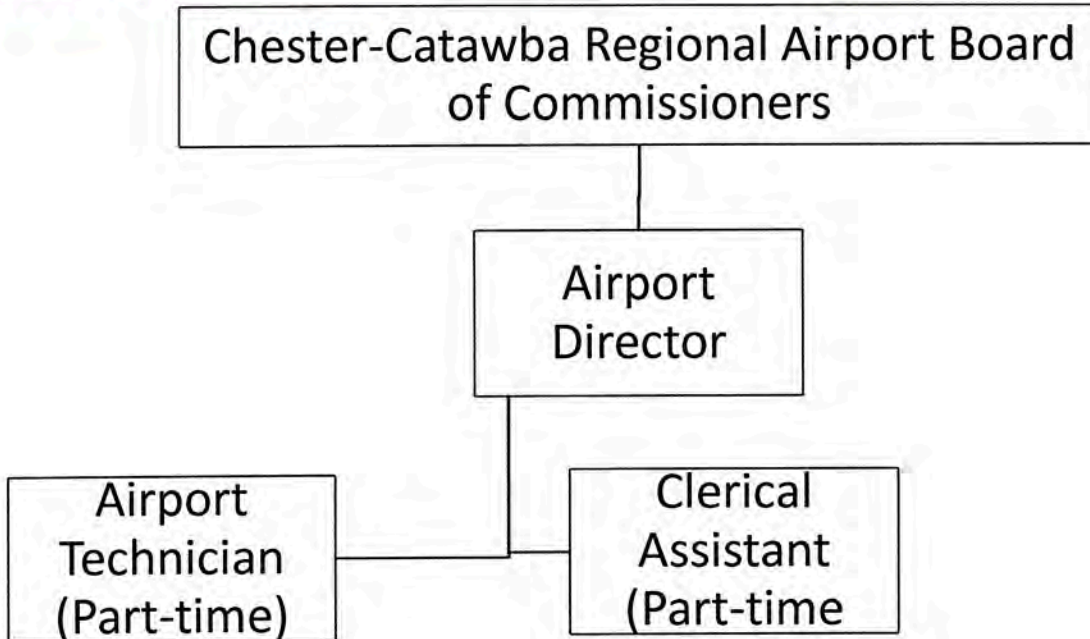 Chester-Catawba Regional Airport Board
of Commissioners
Airport
Director
Airport
Technician
(Part-time)
Clerical
Assistant
(Part-time